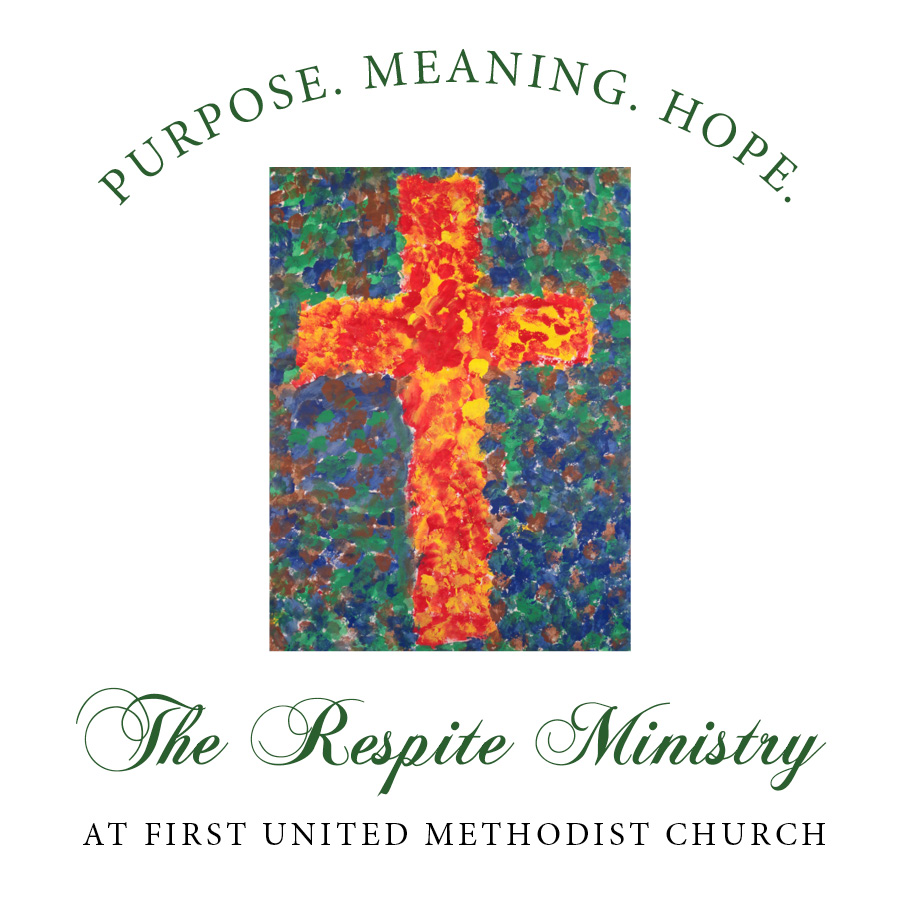 PURPOSE. MEANING. HOPE.
The Respite Ministry
AT FIRST UNITED METHODIST CHURCH